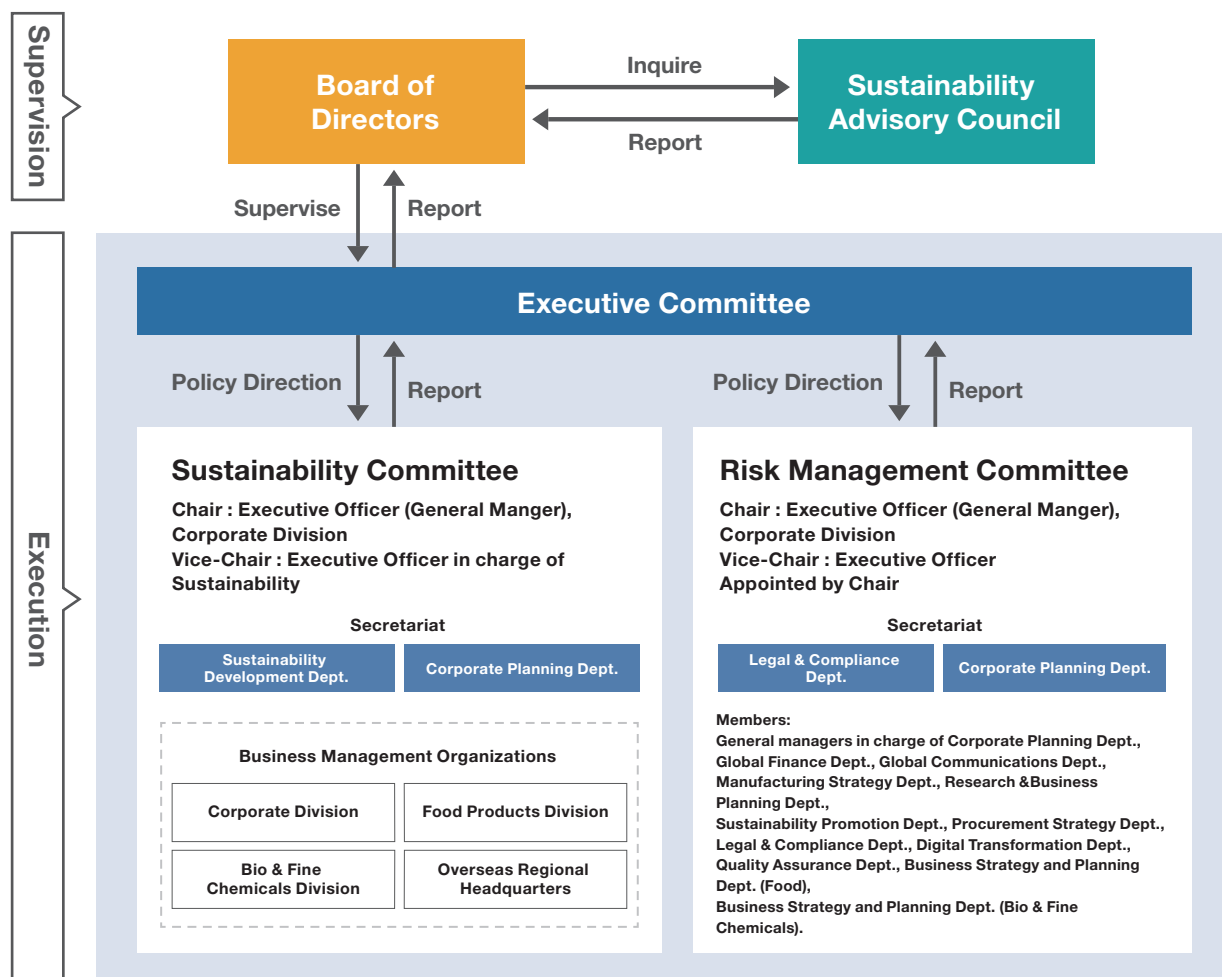 Supervision
Board of
Directors
Inquire
Report
Sustainability
Advisory Council
Supervise
Report
Execution
Executive Committee
Policy Direction
Report
Policy Direction
Report
Sustainability Committee
Chair : Executive Officer (General Manger),
Corporate Division
Vice-Chair : Executive Officer in charge of
Sustainability
Secretariat
Sustainability
Development Dept.
Corporate Planning Dept.
Business Management Organizations
Corporate Division
Food Products Division
Bio & Fine
Chemicals Division
Overseas Regional
Headquarters
Risk Management Committee
Chair : Executive Officer (General Manger),
Corporate Division
Vice-Chair : Executive Officer
Appointed by Chair
Secretariat
Legal & Compliance
Dept.
Corporate Planning Dept.
Members:
General managers in charge of Corporate Planning Dept.,
Global Finance Dept., Global Communications Dept.,
Manufacturing Strategy Dept., Research &Business
Planning Dept.,
Sustainability Promotion Dept., Procurement Strategy Dept.,
Legal & Compliance Dept., Digital Transformation Dept.,
Quality Assurance Dept., Business Strategy and Planning
Dept. (Food),
Business Strategy and Planning Dept. (Bio & Fine
Chemicals).